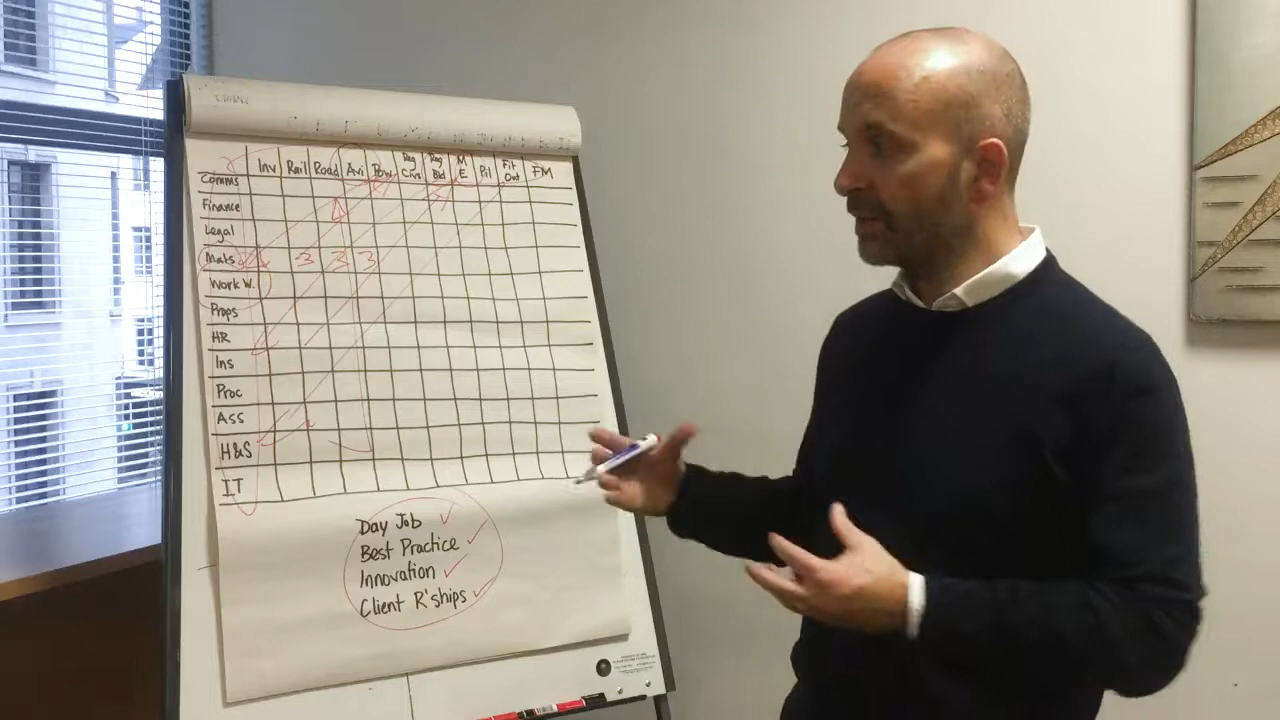 Inv Rail Road Avi Pow Reg Civs Reg Bld M E Pil Fit Out FM
Comms
Finance
Legal
Mats 3 3 3
Work W.
Props
HR
Ins
Proc
Ass
H&S
IT
Day Job ✓
Best Practice ✓
Innovation ✓
Client R'ships ✓